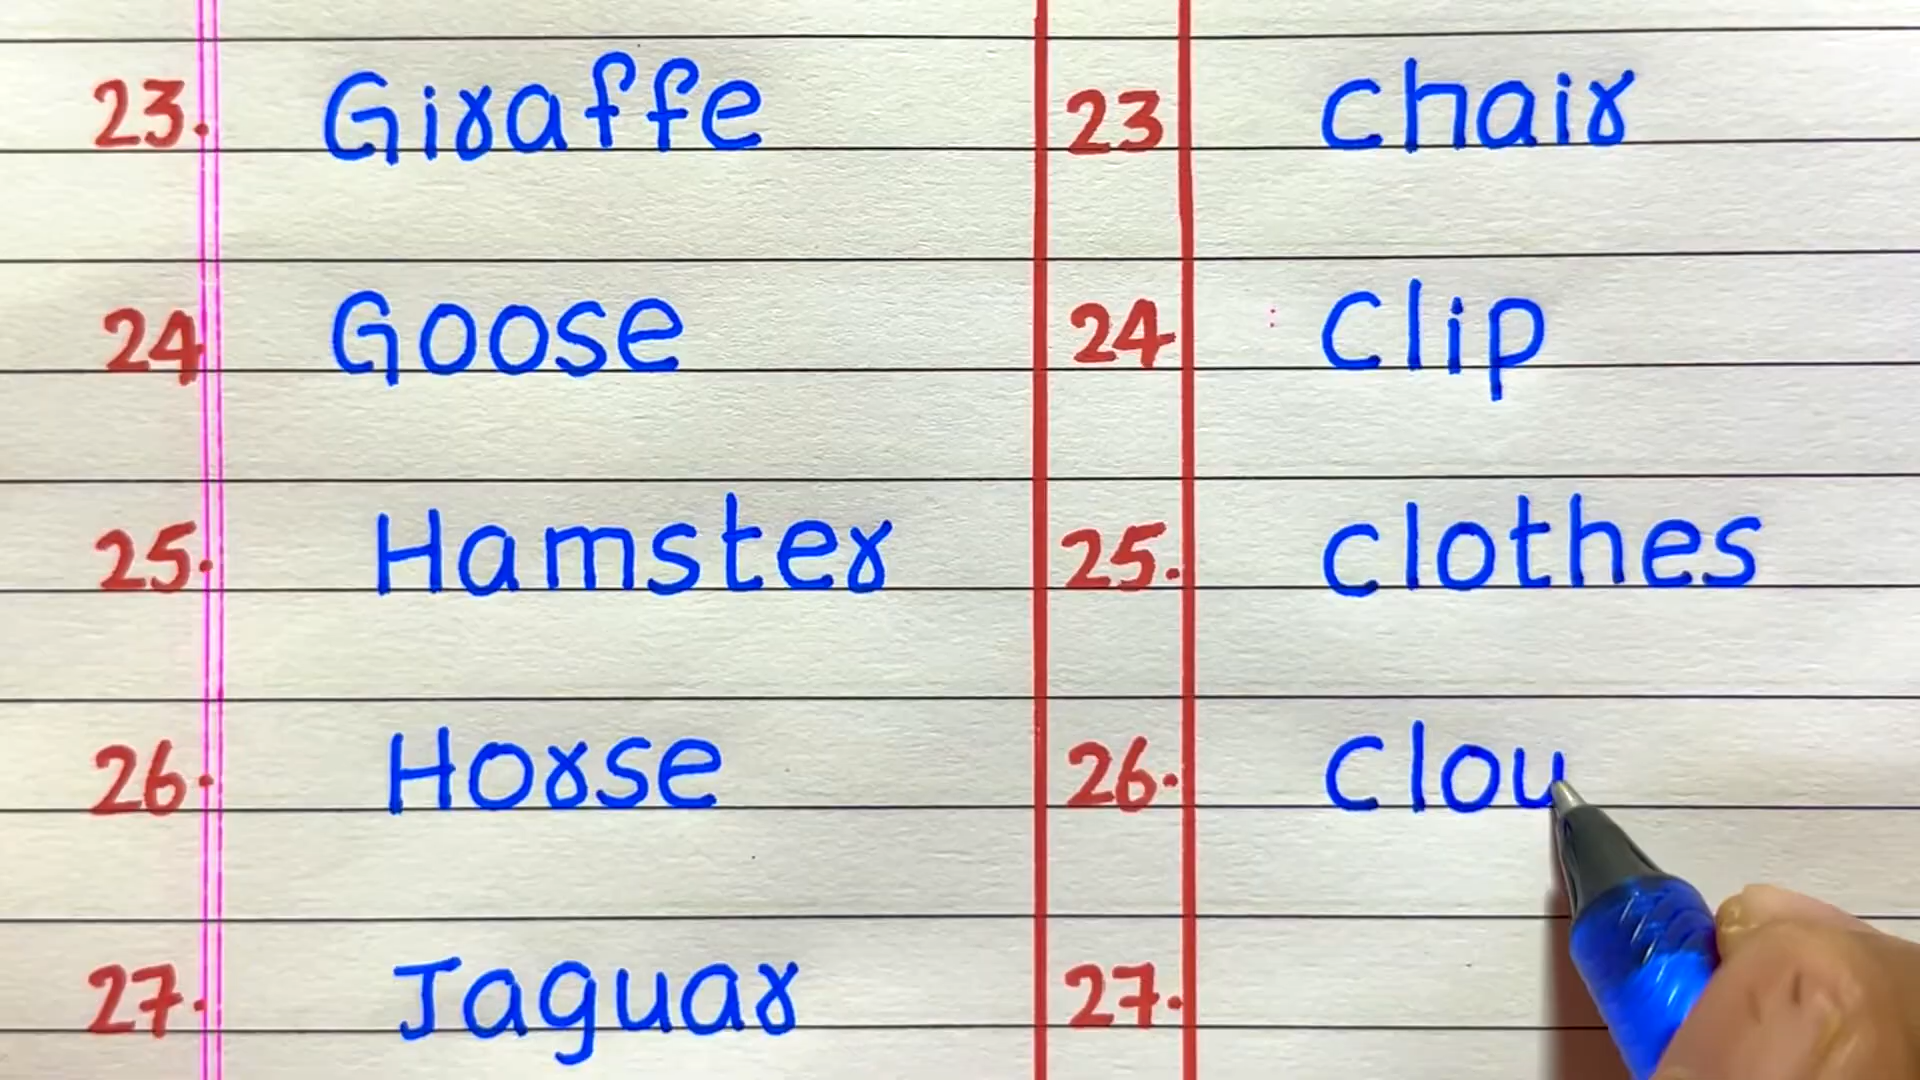 23. Giraffe 23 chair
24 Goose 24 Clip
25. Hamster 25. clothes
26. Horse 26. clou
27. Jaguar 27.